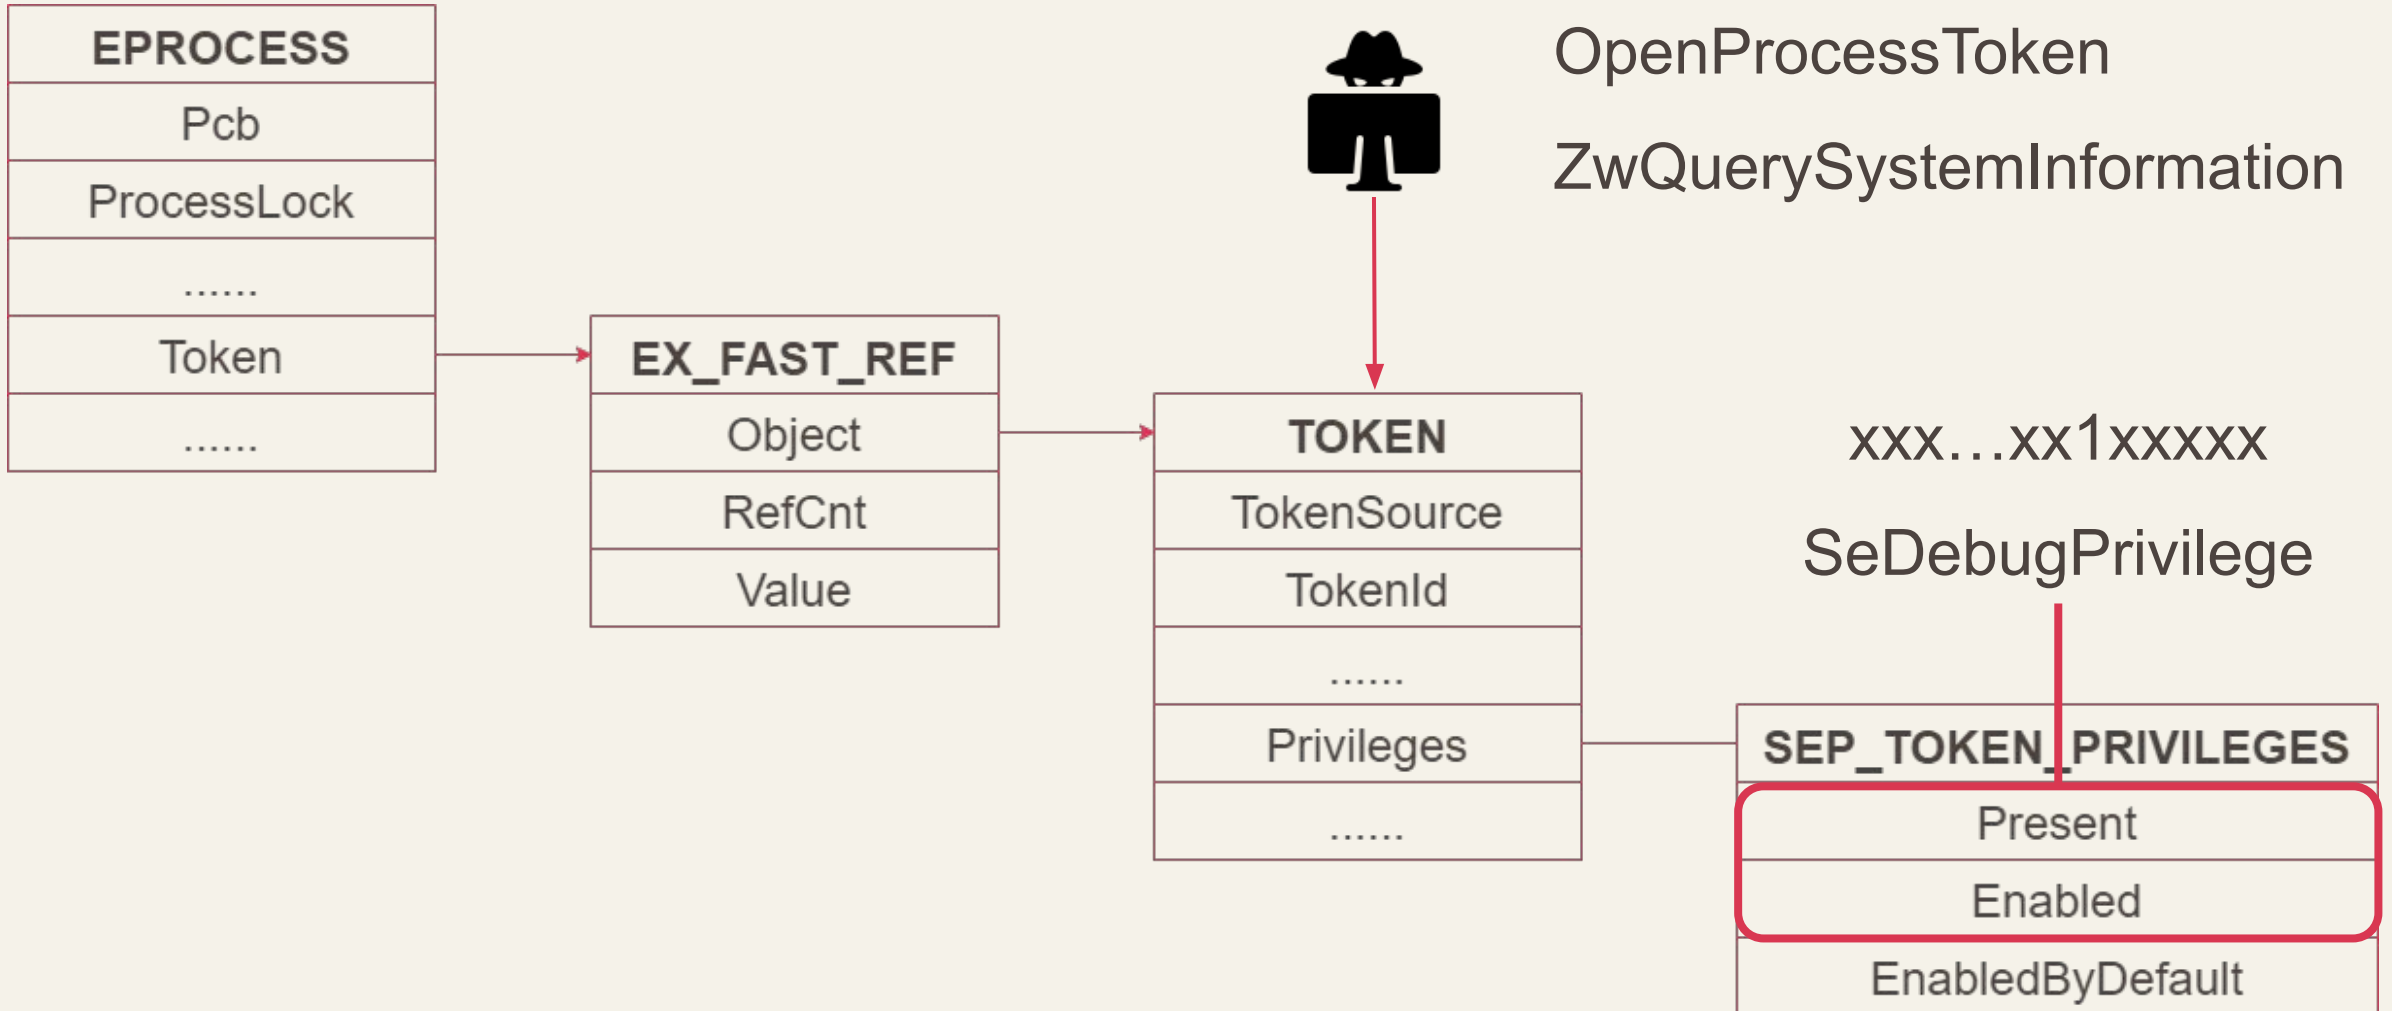 EPROCESS
Pcb
ProcessLock
......
Token
......
EX_FAST_REF
Object
RefCnt
Value
OpenProcessToken
ZwQuerySystemInformation
TOKEN
TokenSource
TokenId
......
Privileges
......
xxx…xx1xxxxx
SeDebugPrivilege
SEP_TOKEN_PRIVILEGES
Present
Enabled
EnabledByDefault